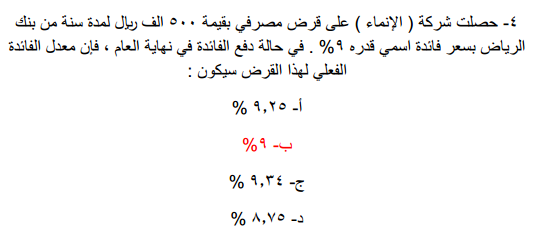 ٤- حصلت شركة ( الإنماء ) على قرض مصرفي بقيمة ٥٠٠ الف ريال لمدة سنة من بنك
الرياض بسعر فائدة اسمي قدره ٩% . في حالة دفع الفائدة في نهاية العام ، فإن معدل الفائدة
الفعلي لهذا القرض سيكون :
أ- ٩,٢٥ %
ب- ٩%
ج- ٩,٣٤ %
د- ٨,٧٥ %